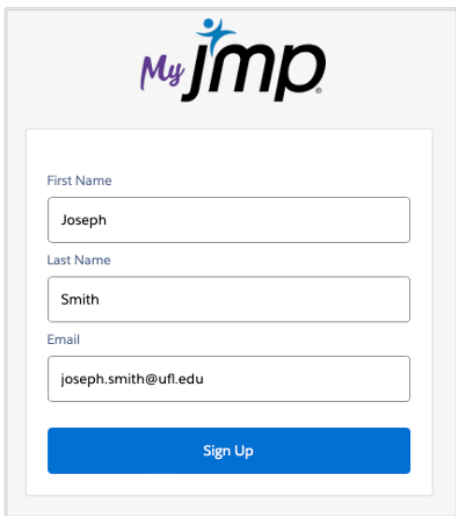 My jmp.
First Name
Joseph
Last Name
Smith
Email
joseph.smith@ufl.edu
Sign Up